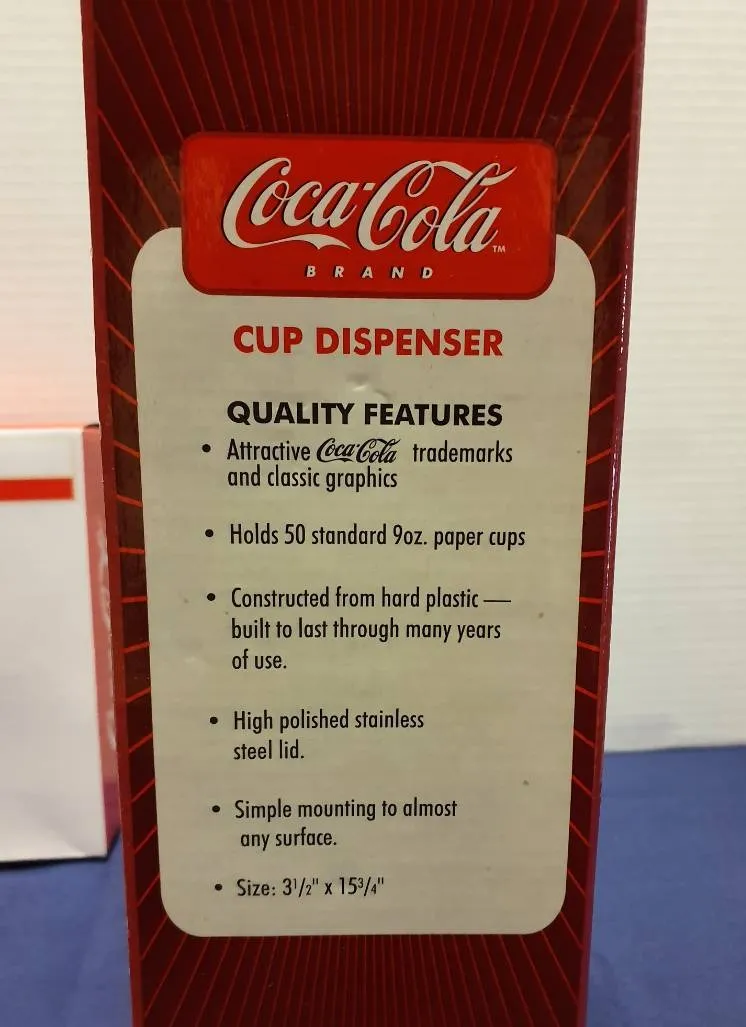 Coca-Cola™
BRAND
CUP DISPENSER
QUALITY FEATURES
• Attractive Coca-Cola trademarks
and classic graphics
• Holds 50 standard 9oz. paper cups
• Constructed from hard plastic —
built to last through many years
of use.
• High polished stainless
steel lid.
• Simple mounting to almost
any surface.
• Size: 3 1/2" x 15 3/4"